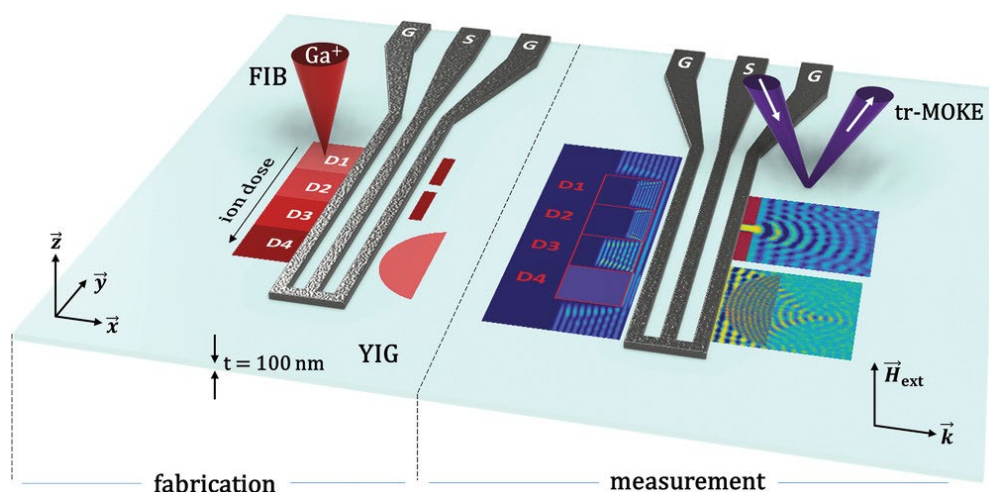 G
S
G
Ga+
FIB
D1
D2
D3
D4
ion dose
z
y
x
t = 100 nm
YIG
fabrication
G
S
G
tr-MOKE
D1
D2
D3
D4
H ext
k
measurement